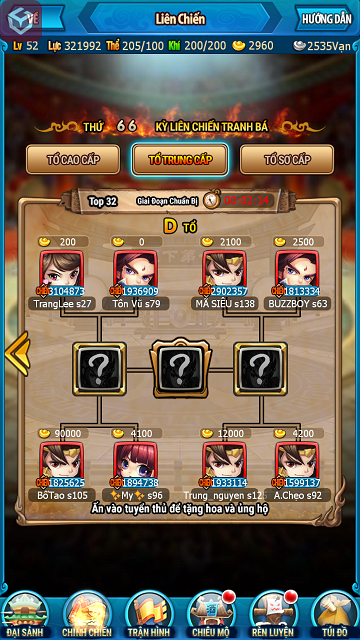 VỀ
Liên Chiến
HƯỚNG DẪN
Lv 52 Lực 321992 Thể 205/100 Khí 200/200 2960 2535Vạn
THỨ 66 KỲ LIÊN CHIẾN TRANH BÁ
TỔ CAO CẤP
TỔ TRUNG CẤP
TỔ SƠ CẤP
Top 32 Giai Đoạn Chuẩn Bị
D TỔ
200 0 2100 2500
3104873 1936909 2902357 1813334
TrangLee s27 Tôn Vũ s79 MÃ SIÊU s138 BUZZBOY s63
? ? ?
90000 4100 12000 4200
1825625 1894738 1933114 1599137
BốTao s105 ✨My✨ s96 Trung_nguyen s12 A.Cheo s92
Ấn vào tuyển thủ để tặng hoa và ủng hộ
ĐẠI SẢNH CHINH CHIẾN TRẬN HÌNH CHIÊU MỘ RÈN LUYỆN TÚI ĐỒ